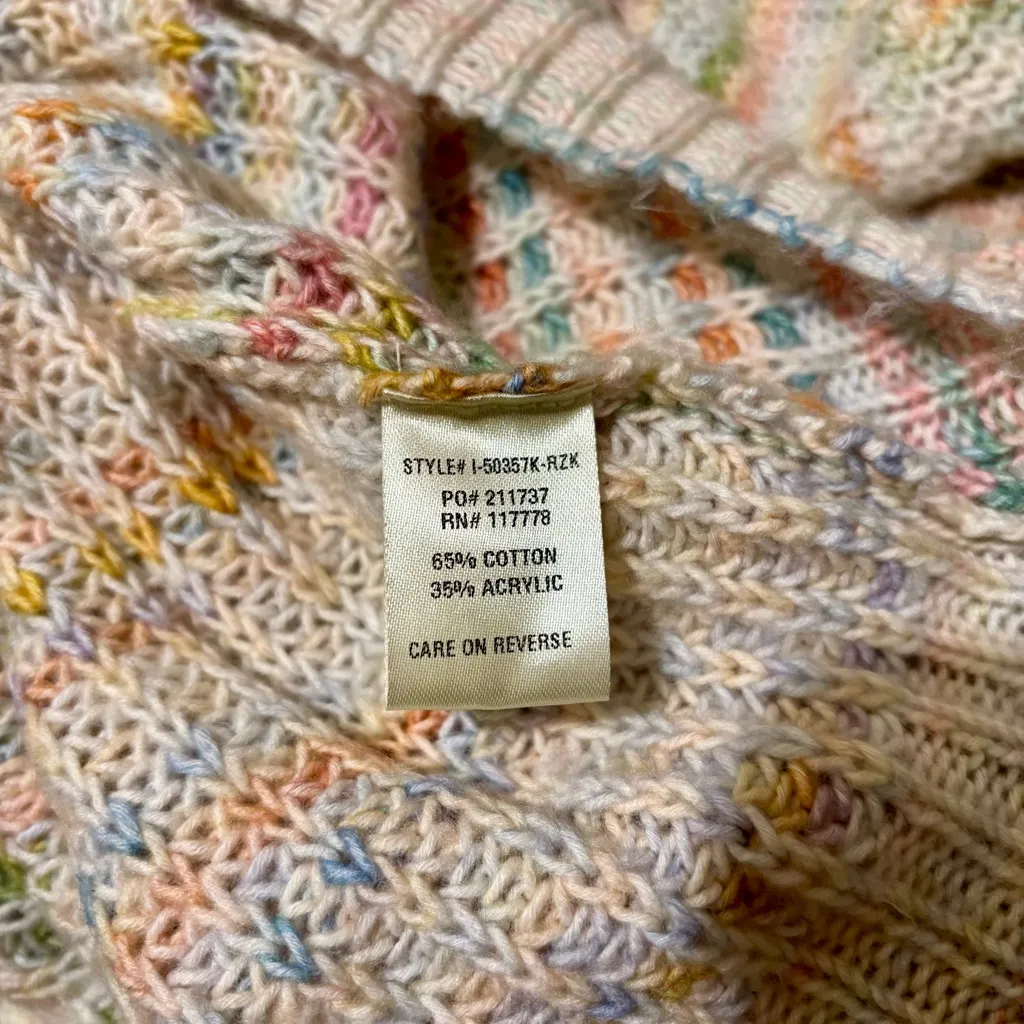 STYLE# I-50357K-RZK
PO# 211737
RN# 117778
65% COTTON
35% ACRYLIC
CARE ON REVERSE